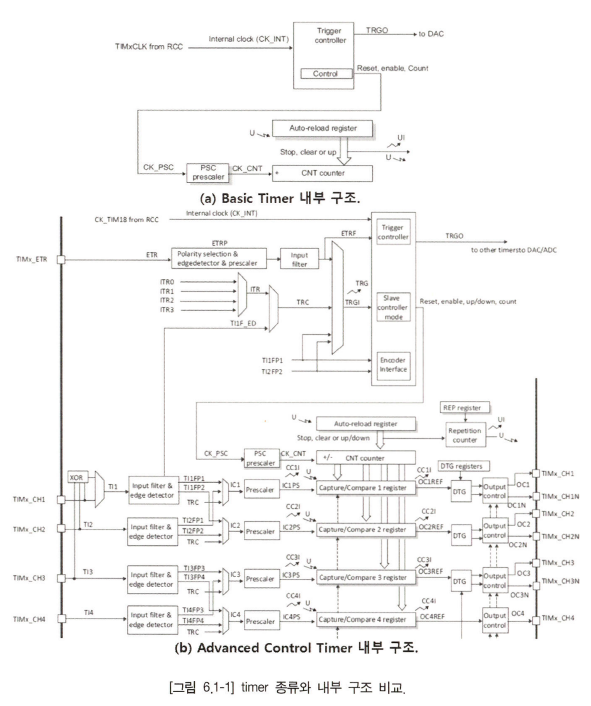 Trigger controller
TRGO
to DAC
Internal clock (CK_INT)
TIMxCLK from RCC
Control
Reset, enable, Count
Auto-reload register
U
UI
Stop, clear or up
U
CK_PSC
PSC prescaler
CK_CNT
+
CNT counter
(a) Basic Timer 내부 구조.
Internal clock (CK_INT)
CK_TIM18 from RCC
Trigger controller
ETRF
TRGO
to other timersto DAC/ADC
TIMx_ETR
ETR
ETRP
Polarity selection & edgedetector & prescaler
Input filter
ITR0
ITR1
ITR2
ITR3
ITR
TRC
TRG
TRGI
Slave controller mode
Reset, enable, up/down, count
TI1F_ED
TI1FP1
TI2FP2
Encoder Interface
REP register
U
Auto-reload register
UI
Stop, clear or up/down
Repetition counter
U
CK_PSC
PSC prescaler
CK_CNT
+/-
CNT counter
DTG registers
XOR
TI1
Input filter & edge detector
TI1FP1
TI1FP2
TRC
IC1
Prescaler
IC1PS
CC1I
U
Capture/Compare 1 register
CC1I
OC1REF
DTG
Output control
OC1
OC1N
TIMx_CH1
TIMx_CH1N
TIMx_CH1
TIMx_CH2
TI2
Input filter & edge detector
TI2FP1
TI2FP2
TRC
IC2
Prescaler
IC2PS
CC2I
U
Capture/Compare 2 register
CC2I
OC2REF
DTG
Output control
OC2
OC2N
TIMx_CH2
TIMx_CH2N
TIMx_CH3
TI3
Input filter & edge detector
TI3FP3
TI3FP4
TRC
IC3
Prescaler
IC3PS
CC3I
U
Capture/Compare 3 register
CC3I
OC3REF
DTG
Output control
OC3
OC3N
TIMx_CH3
TIMx_CH3N
TIMx_CH4
TI4
Input filter & edge detector
TI4FP3
TI4FP4
TRC
IC4
Prescaler
IC4PS
CC4I
U
Capture/Compare 4 register
CC4I
OC4REF
Output control
OC4
TIMx_CH4
(b) Advanced Control Timer 내부 구조.
[그림 6.1-1] timer 종류와 내부 구조 비교.